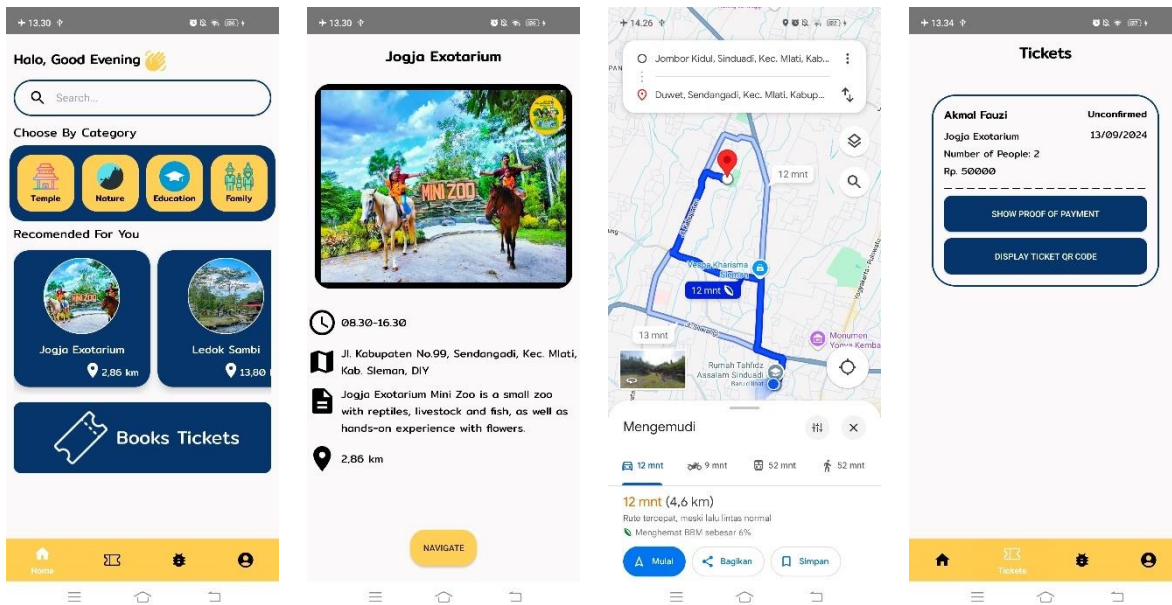 13.30
Halo, Good Evening
Search...
Choose By Category
Temple
Nature
Education
Family
Recomended For You
Jogja Exotarium
2,86 km
Ledok Sambi
13,80
Books Tickets
Home
13.30
Jogja Exotarium
MINI ZOO
08.30-16.30
Jl. Kabupaten No.99, Sendangadi, Kec. Mlati,
Kab. Sleman, DIY
Jogja Exotarium Mini Zoo is a small zoo
with reptiles, livestock and fish, as well as
hands-on experience with flowers.
2,86 km
NAVIGATE
14.26
Jombor Kidul, Sinduadi, Kec. Mlati, Kab...
Duwet, Sendangadi, Kec. Mlati, Kabup...
12 mnt
Vespa Kharisma
Sleman
12 mnt
13 mnt
Monumen
Yogya Kemba
Rumah Tahfidz
Assalam Sinduadi
Baru dilihat
Mengemudi
12 mnt
9 mnt
52 mnt
52 mnt
12 mnt (4,6 km)
Rute tercepat, meski lalu lintas normal
Menghemat BBM sebesar 6%
Mulai
Bagikan
Simpan
13.34
Tickets
Akmal Fauzi
Unconfirmed
Jogja Exotarium
13/09/2024
Number of People: 2
Rp. 50000
SHOW PROOF OF PAYMENT
DISPLAY TICKET QR CODE
Tickets